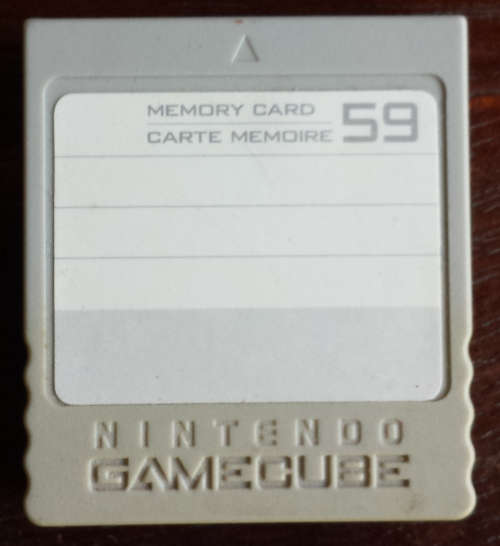 MEMORY CARD
CARTE MEMOIRE 59
NINTENDO
GAMECUBE